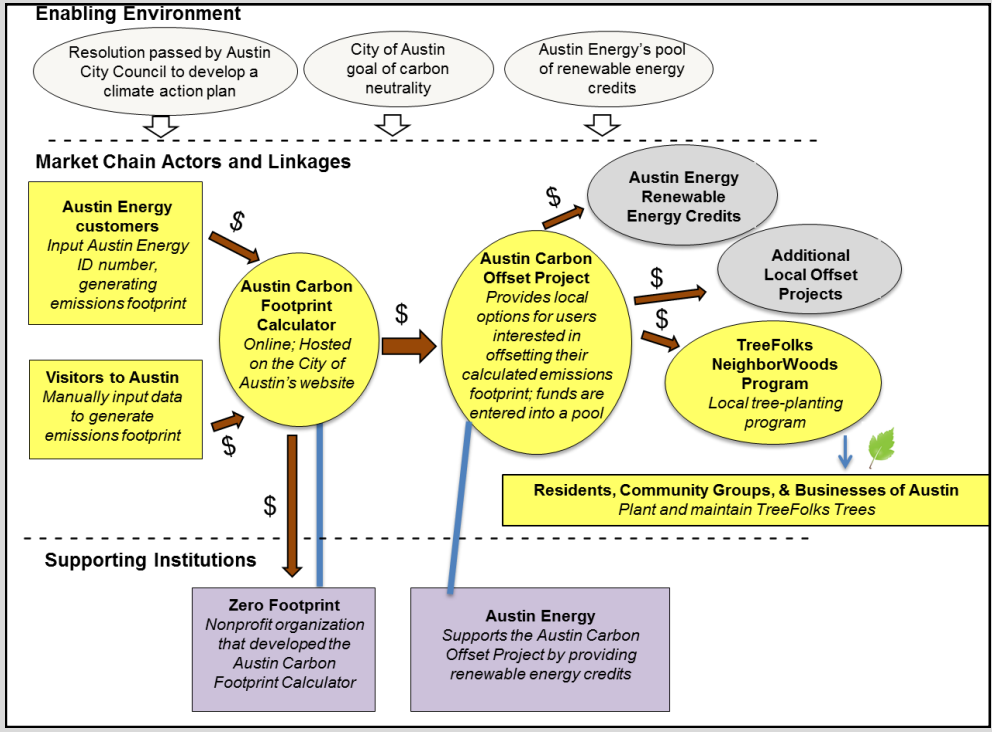 Enabling Environment
Resolution passed by Austin
City Council to develop a
climate action plan
City of Austin
goal of carbon
neutrality
Austin Energy's pool
of renewable energy
credits
Market Chain Actors and Linkages
Austin Energy
customers
Input Austin Energy
ID number,
generating
emissions footprint
$
Visitors to Austin
Manually input data
to generate
emissions footprint
$
Austin Carbon
Footprint
Calculator
Online; Hosted
on the City of
Austin's website
$
$
Austin Carbon
Offset Project
Provides local
options for users
interested in
offsetting their
calculated emissions
footprint; funds are
entered into a pool
$
Austin Energy
Renewable
Energy Credits
$
Additional
Local Offset
Projects
$
TreeFolks
NeighborWoods
Program
Local tree-planting
program
Residents, Community Groups, & Businesses of Austin
Plant and maintain TreeFolks Trees
Supporting Institutions
Zero Footprint
Nonprofit organization
that developed the
Austin Carbon
Footprint Calculator
Austin Energy
Supports the Austin Carbon
Offset Project by providing
renewable energy credits